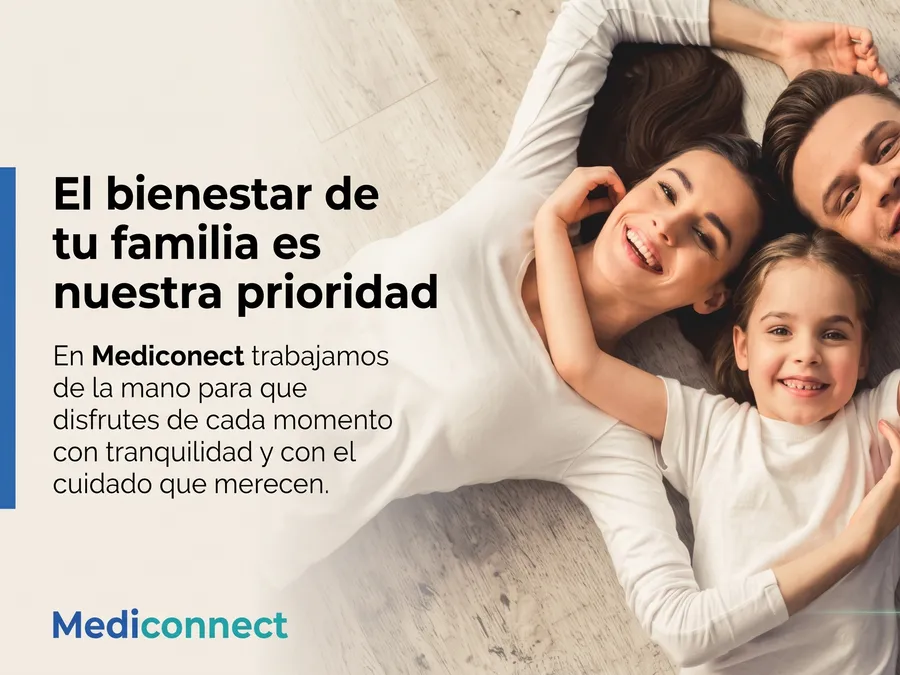 El bienestar de
tu familia es
nuestra prioridad
En Mediconect trabajamos
de la mano para que
disfrutes de cada momento
con tranquilidad y con el
cuidado que merecen.
Mediconnect